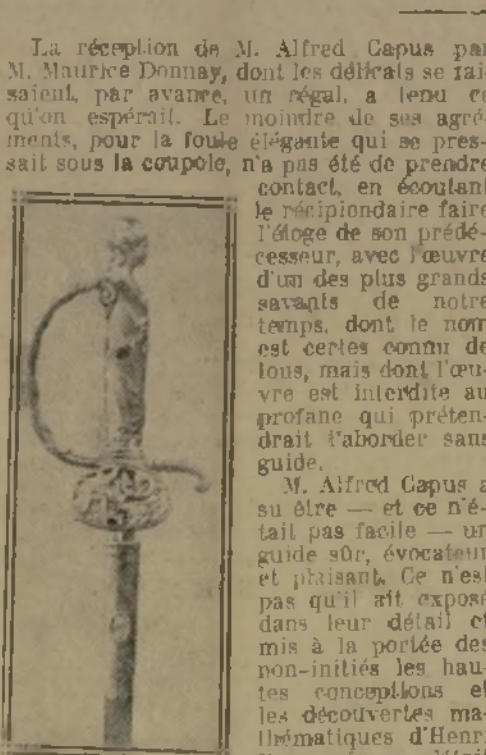 La réception de M. Alfred Capus par
M. Maurice Donnay, dont les délicats se fai-
saient, par avance, un régal, a tenu ce
qu'on espérait. Le moindre de ses agré-
ments, pour la foule élégante qui se pres-
sait sous la coupole, n'a pas été de prendre
contact, en écoutant
le récipiondaire faire
l'éloge de son prédé-
cesseur, avec l'œuvre
d'un des plus grands
savants de notre
temps, dont le nom
est certes connu de
tous, mais dont l'œu-
vre est interdite au
profane qui préten-
drait l'aborder sans
guide.
M. Alfred Capus a
su être — et ce n'é-
tait pas facile — un
guide sûr, évocateur
et plaisant. Ce n'est
pas qu'il ait exposé
dans leur détail et
mis à la portée des
non-initiés les hau-
tes conceptions et
les découvertes ma-
thématiques d'Henri